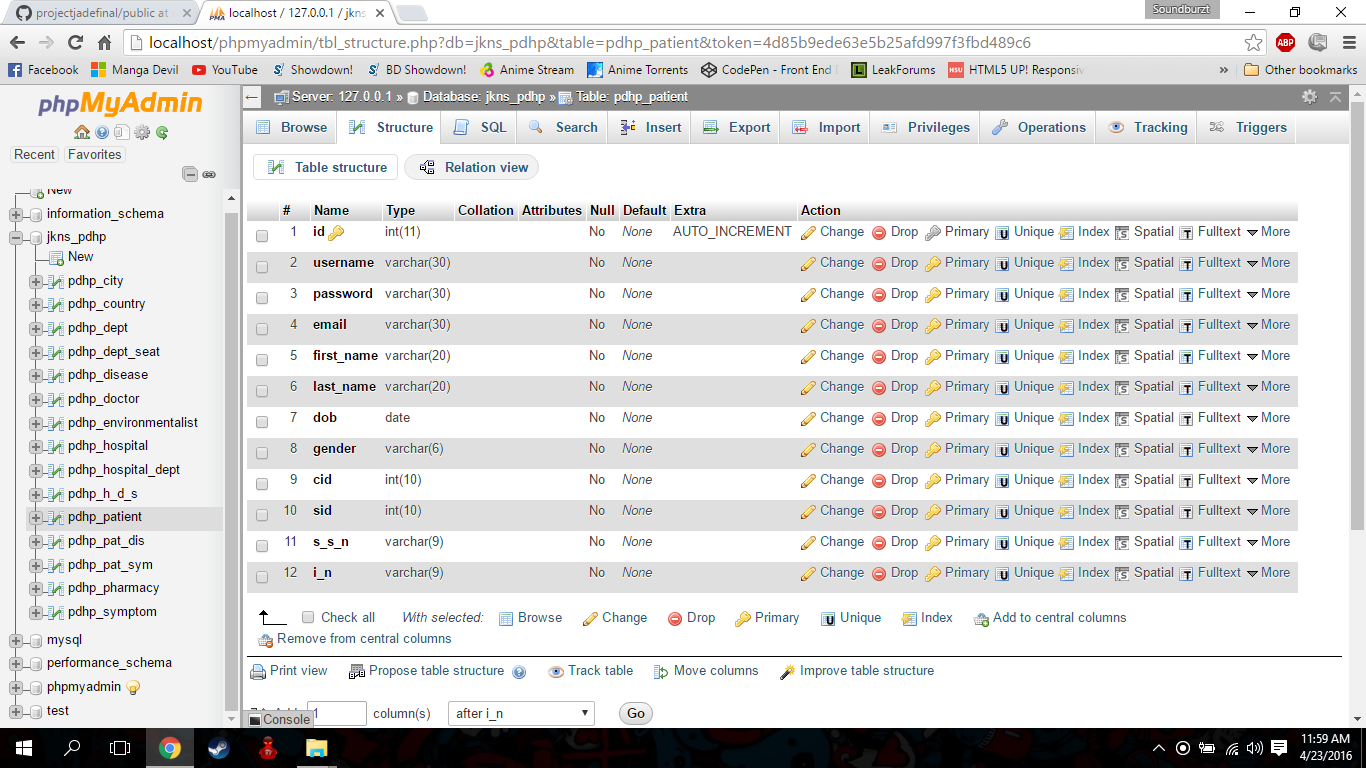 projectjadefinal/public at
localhost / 127.0.0.1 / jkns
Soundburzt
localhost/phpmyadmin/tbl_structure.php?db=jkns_pdhp&table=pdhp_patient&token=4d85b9ede63e5b25afd997f3fbd489c6
ABP
Facebook Manga Devil YouTube Showdown! BD Showdown! Anime Stream Anime Torrents CodePen - Front End LeakForums HTML5 UP! Responsiv » Other bookmarks
phpMyAdmin
Recent Favorites
New
information_schema
jkns_pdhp
New
pdhp_city
pdhp_country
pdhp_dept
pdhp_dept_seat
pdhp_disease
pdhp_doctor
pdhp_environmentalist
pdhp_hospital
pdhp_hospital_dept
pdhp_h_d_s
pdhp_patient
pdhp_pat_dis
pdhp_pat_sym
pdhp_pharmacy
pdhp_symptom
mysql
performance_schema
phpmyadmin
test
Server: 127.0.0.1 » Database: jkns_pdhp » Table: pdhp_patient
Browse Structure SQL Search Insert Export Import Privileges Operations Tracking Triggers
Table structure Relation view
# Name Type Collation Attributes Null Default Extra Action
1 id int(11) No None AUTO_INCREMENT Change Drop Primary Unique Index Spatial Fulltext More
2 username varchar(30) No None Change Drop Primary Unique Index Spatial Fulltext More
3 password varchar(30) No None Change Drop Primary Unique Index Spatial Fulltext More
4 email varchar(30) No None Change Drop Primary Unique Index Spatial Fulltext More
5 first_name varchar(20) No None Change Drop Primary Unique Index Spatial Fulltext More
6 last_name varchar(20) No None Change Drop Primary Unique Index Spatial Fulltext More
7 dob date No None Change Drop Primary Unique Index Spatial Fulltext More
8 gender varchar(6) No None Change Drop Primary Unique Index Spatial Fulltext More
9 cid int(10) No None Change Drop Primary Unique Index Spatial Fulltext More
10 sid int(10) No None Change Drop Primary Unique Index Spatial Fulltext More
11 s_s_n varchar(9) No None Change Drop Primary Unique Index Spatial Fulltext More
12 i_n varchar(9) No None Change Drop Primary Unique Index Spatial Fulltext More
Check all With selected: Browse Change Drop Primary Unique Index Add to central columns
Remove from central columns
Print view Propose table structure Track table Move columns Improve table structure
1 column(s) after i_n Go
Console
11:59 AM
4/23/2016